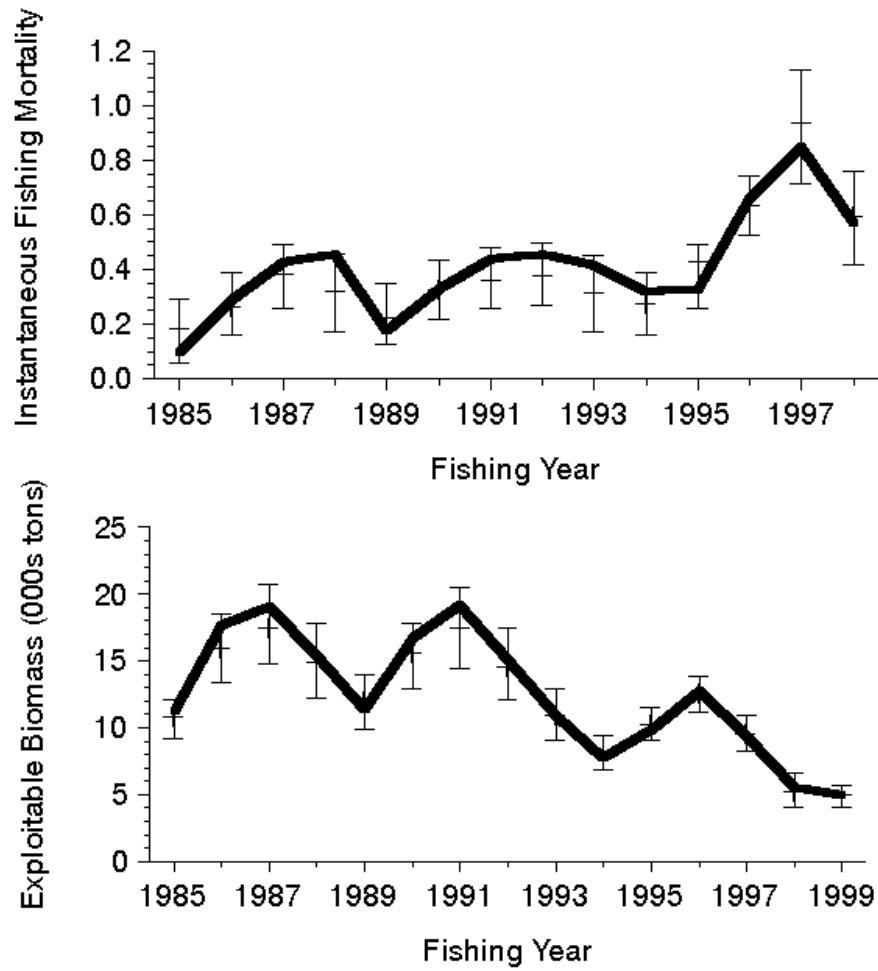 Instantaneous Fishing Mortality
1.2
1.0
0.8
0.6
0.4
0.2
0.0
1985 1987 1989 1991 1993 1995 1997
Fishing Year
Exploitable Biomass (000s tons)
25
20
15
10
5
0
1985 1987 1989 1991 1993 1995 1997 1999
Fishing Year